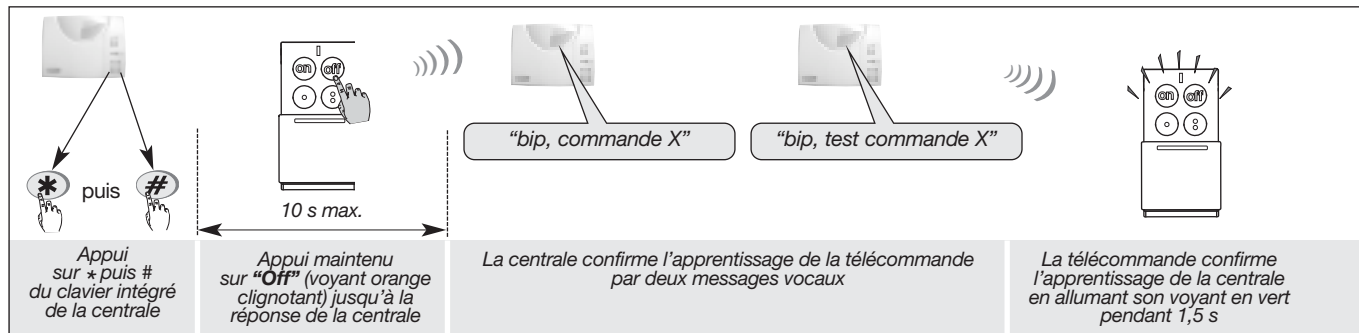 on off
"bip, commande X"
"bip, test commande X"
on off
* puis #
10 s max.
Appui
sur * puis #
du clavier intégré
de la centrale
Appui maintenu
sur "Off" (voyant orange
clignotant) jusqu'à la
réponse de la centrale
La centrale confirme l'apprentissage de la télécommande
par deux messages vocaux
La télécommande confirme
l'apprentissage de la centrale
en allumant son voyant en vert
pendant 1,5 s